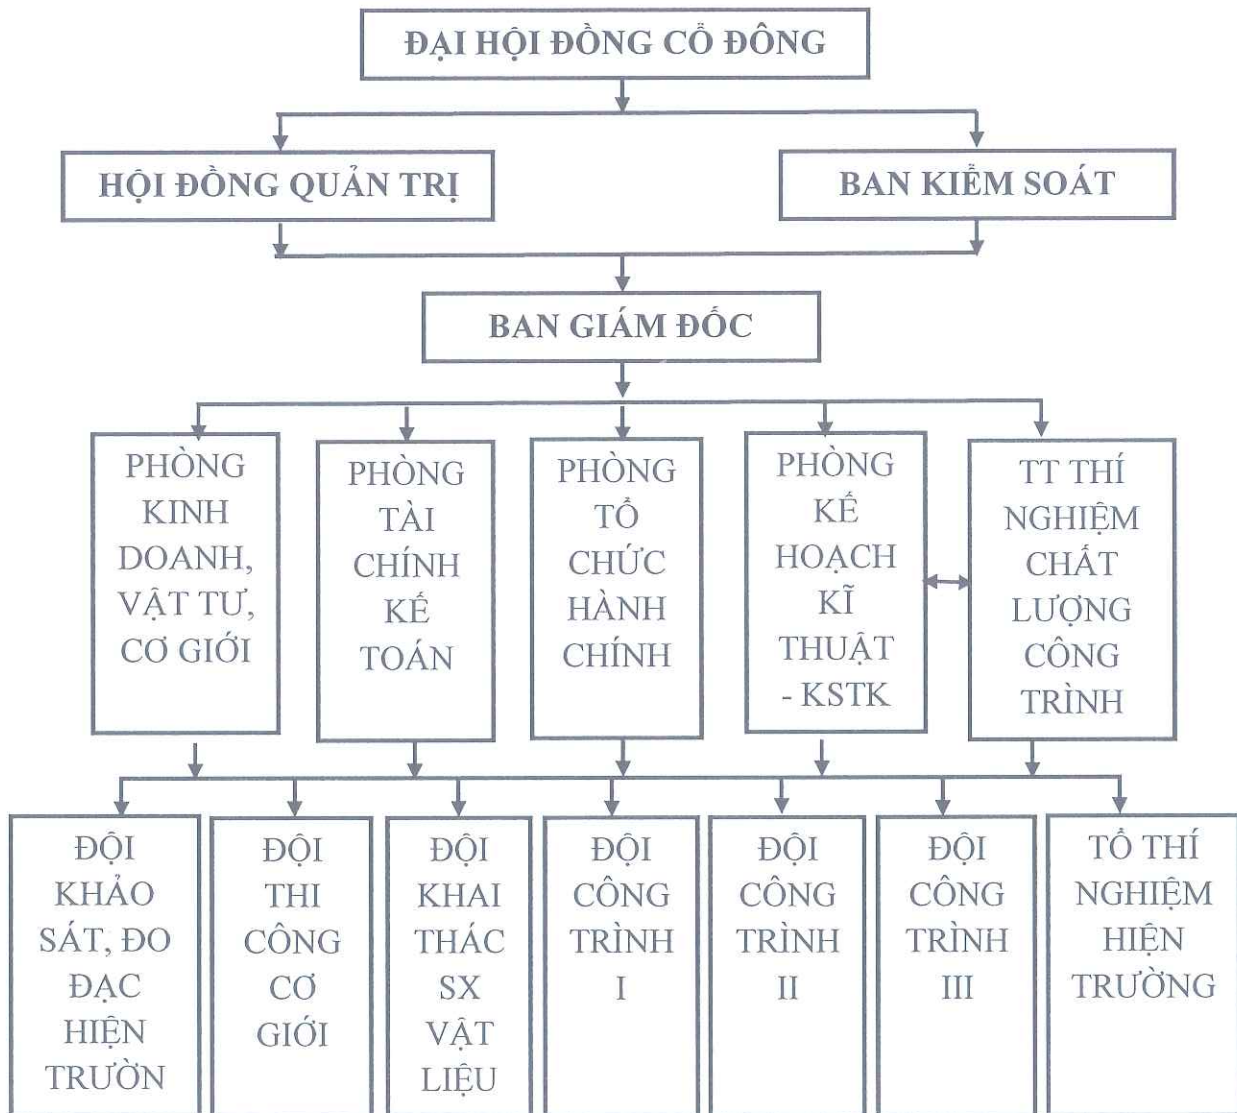 ĐẠI HỘI ĐỒNG CỔ ĐÔNG
HỘI ĐỒNG QUẢN TRỊ
BAN KIỂM SOÁT
BAN GIÁM ĐỐC
PHÒNG
KINH
DOANH,
VẬT TƯ,
CƠ GIỚI
PHÒNG
TÀI
CHÍNH
KẾ
TOÁN
PHÒNG
TỔ
CHỨC
HÀNH
CHÍNH
PHÒNG
KẾ
HOẠCH
KĨ
THUẬT
- KSTK
TT THÍ
NGHIỆM
CHẤT
LƯỢNG
CÔNG
TRÌNH
ĐỘI
KHẢO
SÁT, ĐO
ĐẠC
HIỆN
TRƯỜN
ĐỘI
THI
CÔNG
CƠ
GIỚI
ĐỘI
KHAI
THÁC
SX
VẬT
LIỆU
ĐỘI
CÔNG
TRÌNH
I
ĐỘI
CÔNG
TRÌNH
II
ĐỘI
CÔNG
TRÌNH
III
TỔ THÍ
NGHIỆM
HIỆN
TRƯỜNG